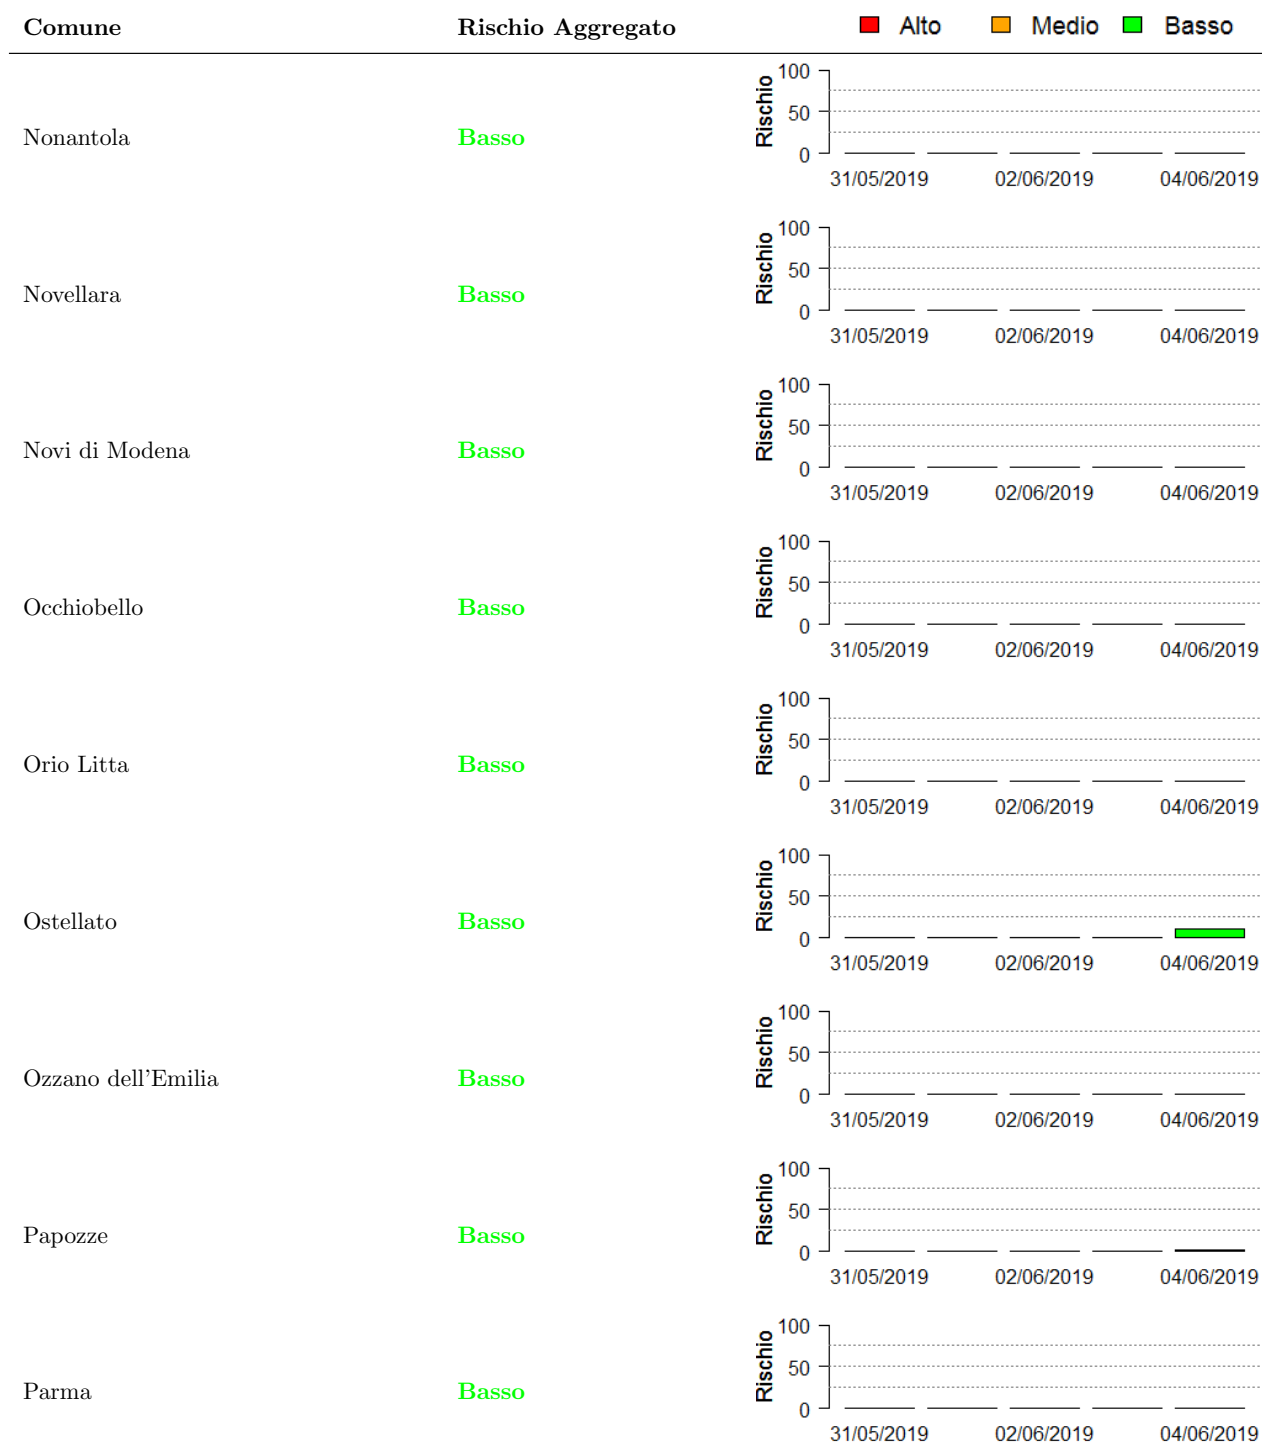 Comune Rischio Aggregato Alto Medio Basso
100
50
0
Rischio
Nonantola Basso
31/05/2019 02/06/2019 04/06/2019
100
50
0
Rischio
Novellara Basso
31/05/2019 02/06/2019 04/06/2019
100
50
0
Rischio
Novi di Modena Basso
31/05/2019 02/06/2019 04/06/2019
100
50
0
Rischio
Occhiobello Basso
31/05/2019 02/06/2019 04/06/2019
100
50
0
Rischio
Orio Litta Basso
31/05/2019 02/06/2019 04/06/2019
100
50
0
Rischio
Ostellato Basso
31/05/2019 02/06/2019 04/06/2019
100
50
0
Rischio
Ozzano dell'Emilia Basso
31/05/2019 02/06/2019 04/06/2019
100
50
0
Rischio
Papozze Basso
31/05/2019 02/06/2019 04/06/2019
100
50
0
Rischio
Parma Basso
31/05/2019 02/06/2019 04/06/2019